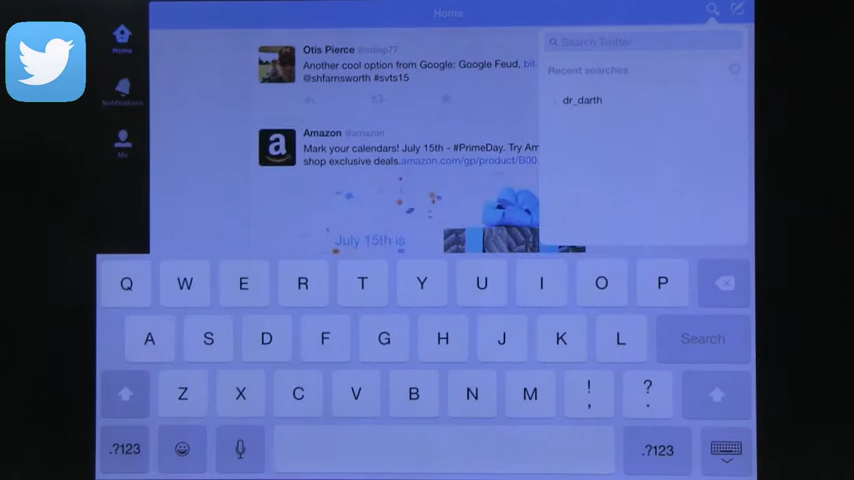 Home
Home
Notifications
Me
Otis Pierce @odiep77
Another cool option from Google: Google Feud, bit.
@shfarnsworth #svts15
Amazon @amazon
Mark your calendars! July 15th - #PrimeDay. Try Am
shop exclusive deals.amazon.com/gp/product/B00.
July 15th is
Search Twitter
Recent searches
dr_darth
Q W E R T Y U I O P
A S D F G H J K L Search
Z X C V B N M ! , ? .
.?123 .?123